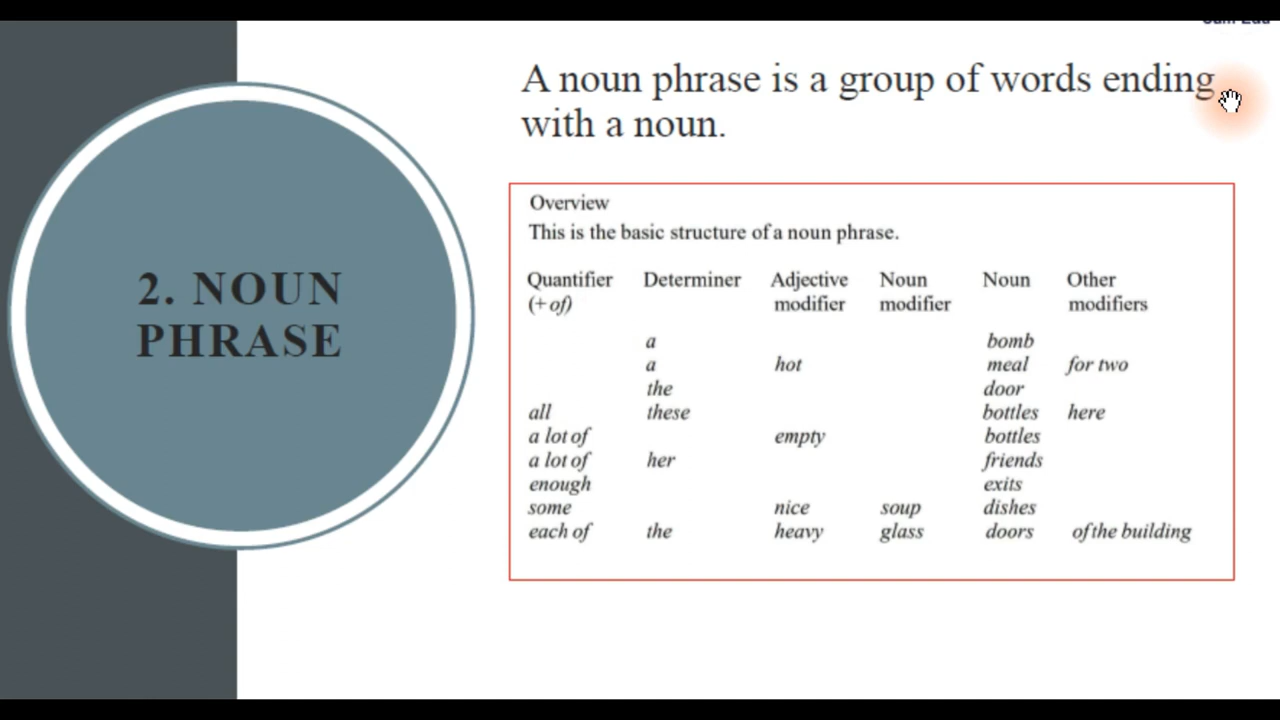 A noun phrase is a group of words ending
with a noun.
2. NOUN
PHRASE
Overview
This is the basic structure of a noun phrase.
Quantifier Determiner Adjective Noun Noun Other
(+ of) modifier modifier modifiers
a bomb
a hot meal for two
the door
all these bottles here
a lot of empty bottles
a lot of her friends
enough exits
some nice soup dishes
each of the heavy glass doors of the building